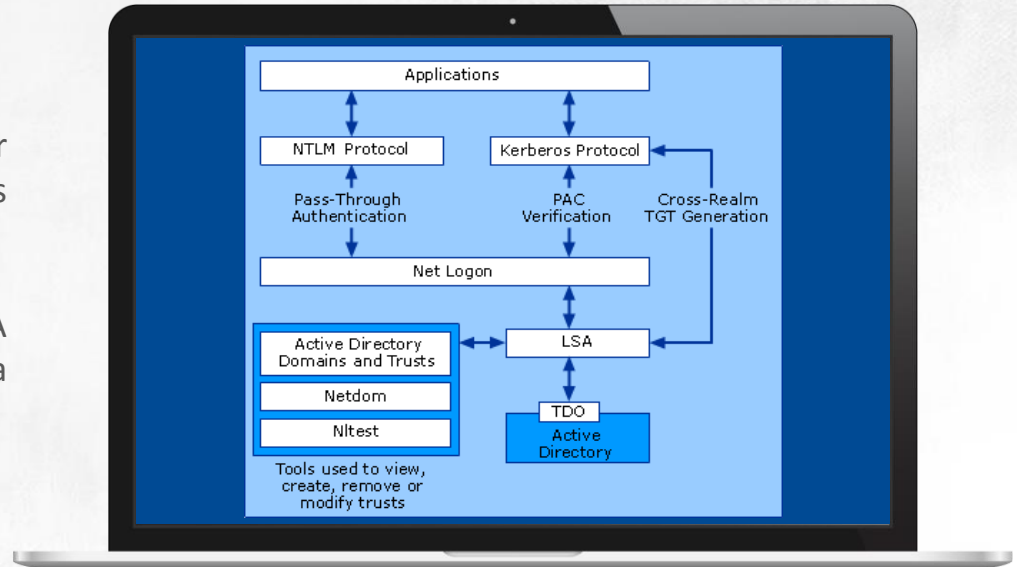 Applications
NTLM Protocol
Kerberos Protocol
Pass-Through
Authentication
PAC
Verification
Cross-Realm
TGT Generation
Net Logon
Active Directory
Domains and Trusts
Netdom
Nltest
LSA
TDO
Active
Directory
Tools used to view,
create, remove or
modify trusts